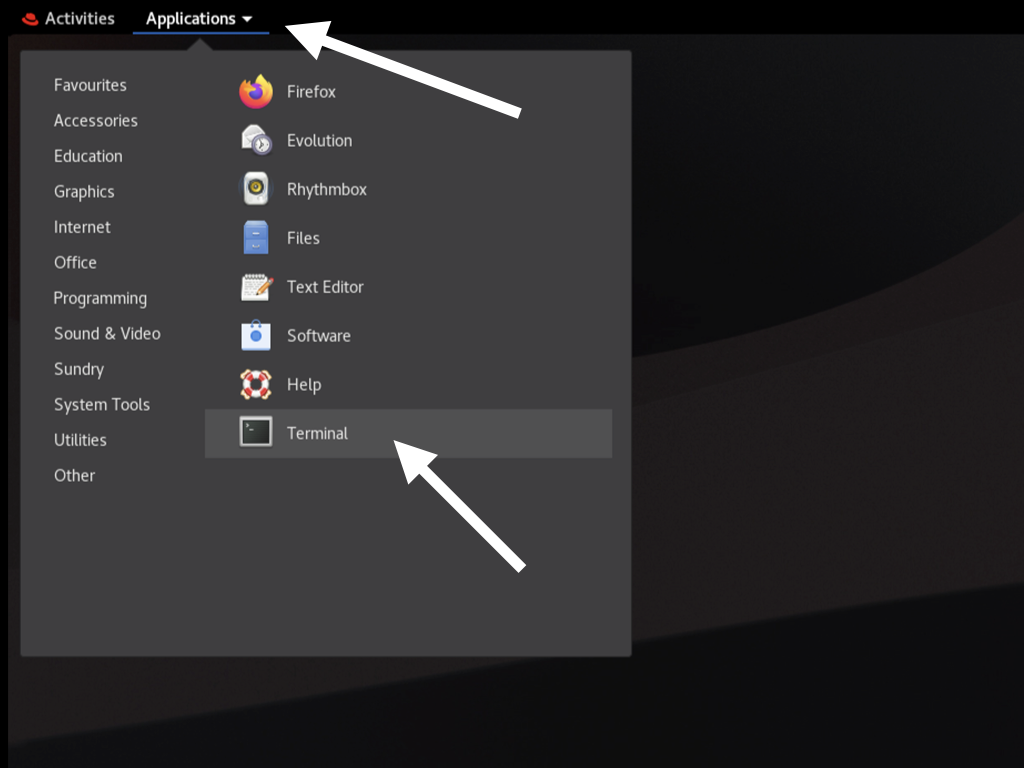 Activities Applications
Favourites
Accessories
Education
Graphics
Internet
Office
Programming
Sound & Video
Sundry
System Tools
Utilities
Other
Firefox
Evolution
Rhythmbox
Files
Text Editor
Software
Help
Terminal